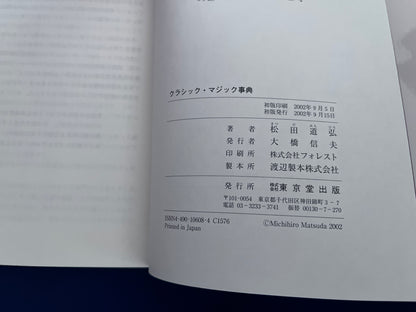 クラシック・マジック事典
初版印刷 2002年9月5日
初版発行 2002年9月15日
著者 松田道弘
発行者 大橋信夫
印刷所 株式会社フォレスト
製本所 渡辺製本株式会社
発行所 株式会社東京堂出版
〒101-0054 東京都千代田区神田錦町3-7
電話 03-3233-3741 振替 00130-7-270
ISBN4-490-10608-4 C1576
Printed in Japan
©Michihiro Matsuda 2002